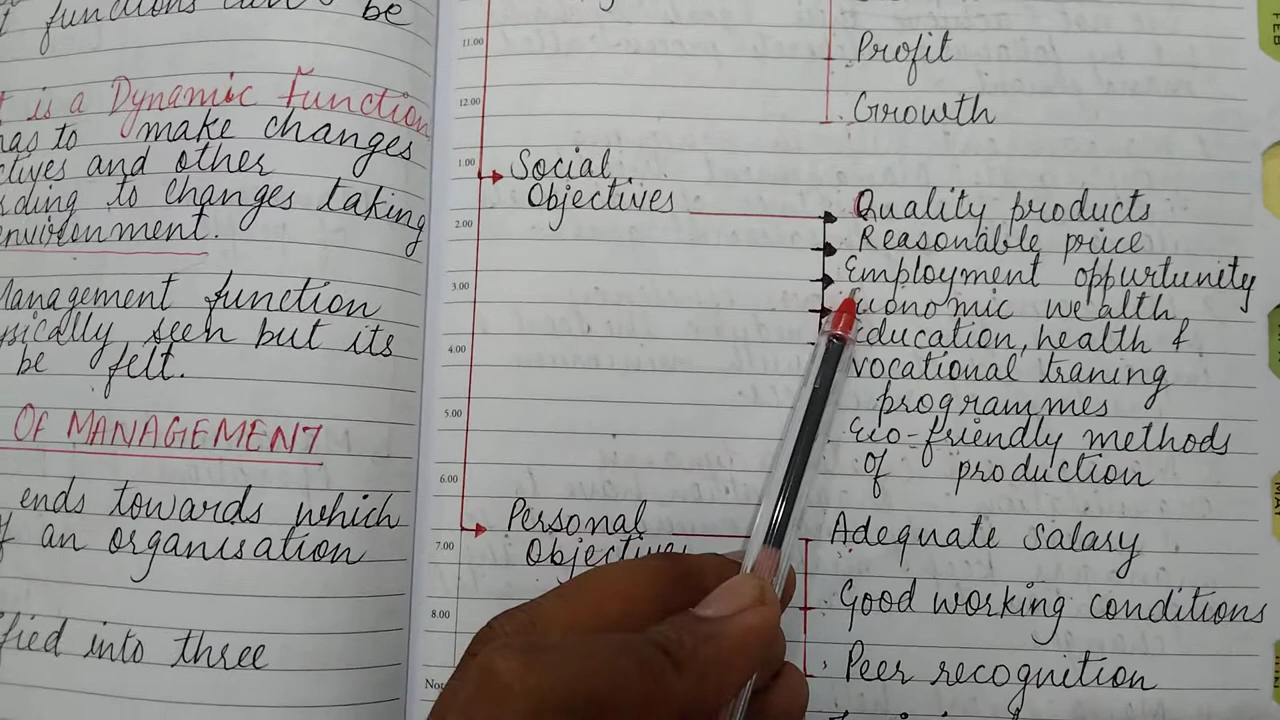 functions be
is a Dynamic Function
has to make changes
and other
to changes taking
environment.
Management function
seen but its
be felt.
OF MANAGEMENT
ends towards which
an organisation
into three
11.00
12.00
1.00
2.00
3.00
4.00
5.00
6.00
7.00
8.00
Profit
Growth
Social
Objectives
Quality products
Reasonable price
Employment oppurtunity
Economic wealth,
Education, health &
vocational traning
programmes
Eco-friendly methods
of production
Personal
Objectives
Adequate salary
Good working conditions
Peer recognition
FEB